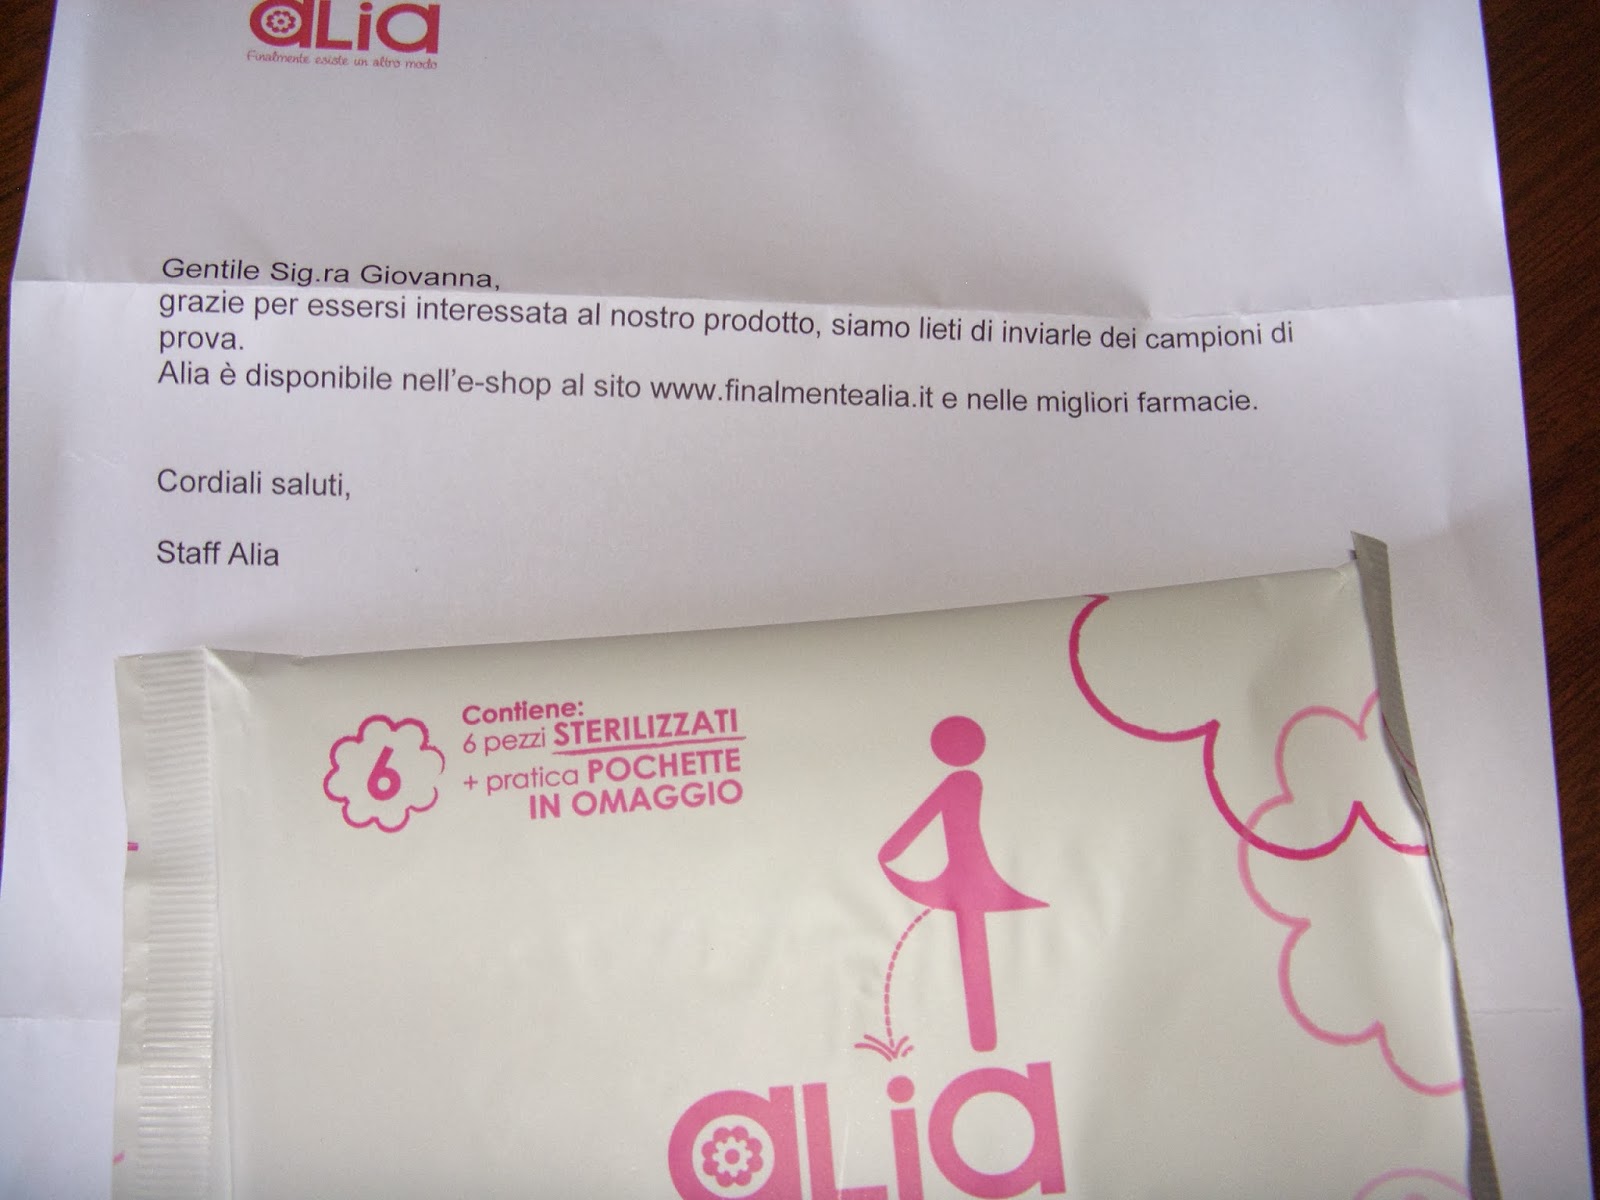 aLia
Finalmente esiste un altro modo
Gentile Sig.ra Giovanna,
grazie per essersi interessata al nostro prodotto, siamo lieti di inviarle dei campioni di
prova.
Alia è disponibile nell'e-shop al sito www.finalmentealia.it e nelle migliori farmacie.
Cordiali saluti,
Staff Alia
6
Contiene:
6 pezzi STERILIZZATI
+ pratica POCHETTE
IN OMAGGIO
aLia